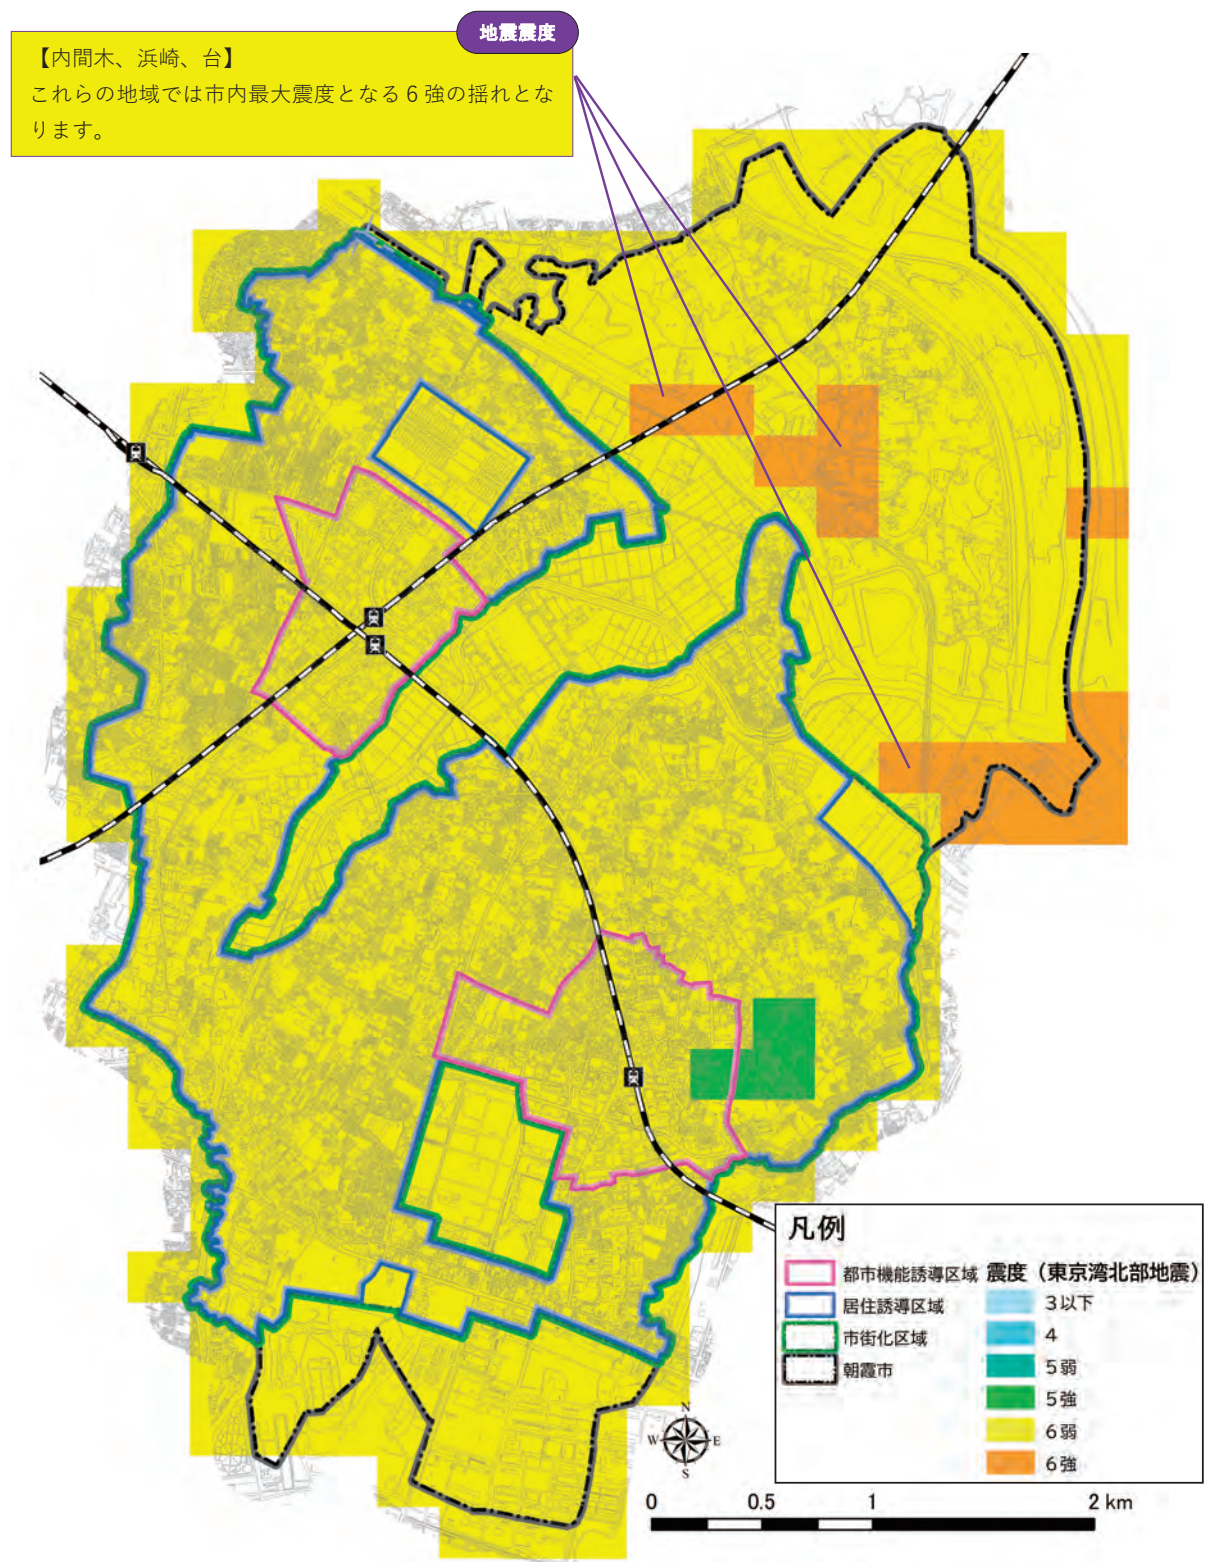 地震震度
【内間木、浜崎、台】
これらの地域では市内最大震度となる6強の揺れとな
ります。
凡例
都市機能誘導区域
居住誘導区域
市街化区域
朝霞市
震度（東京湾北部地震）
3以下
4
5弱
5強
6弱
6強
N
W E
S
0 0.5 1 2 km